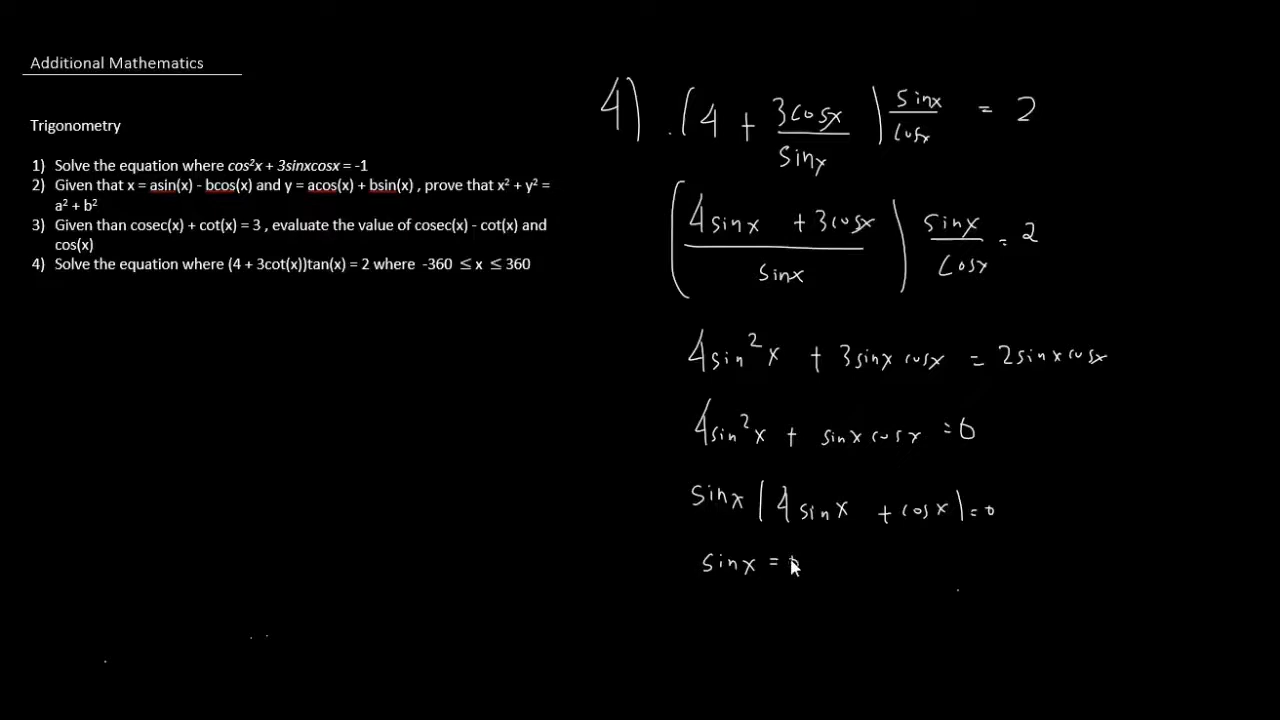 Additional Mathematics
Trigonometry
1) Solve the equation where cos²x + 3sinxcosx = -1
2) Given that x = asin(x) - bcos(x) and y = acos(x) + bsin(x) , prove that x² + y² =
a² + b²
3) Given than cosec(x) + cot(x) = 3 , evaluate the value of cosec(x) - cot(x) and
cos(x)
4) Solve the equation where (4 + 3cot(x))tan(x) = 2 where -360 ≤ x ≤ 360
4) (4 + 3cosx/sinx) sinx/cosx = 2
(4sinx + 3cosx / sinx) sinx/cosx = 2
4sin²x + 3sinxcosx = 2sinxcosx
4sin²x + sinxcosx = 0
sinx(4sinx + cosx) = 0
sinx =